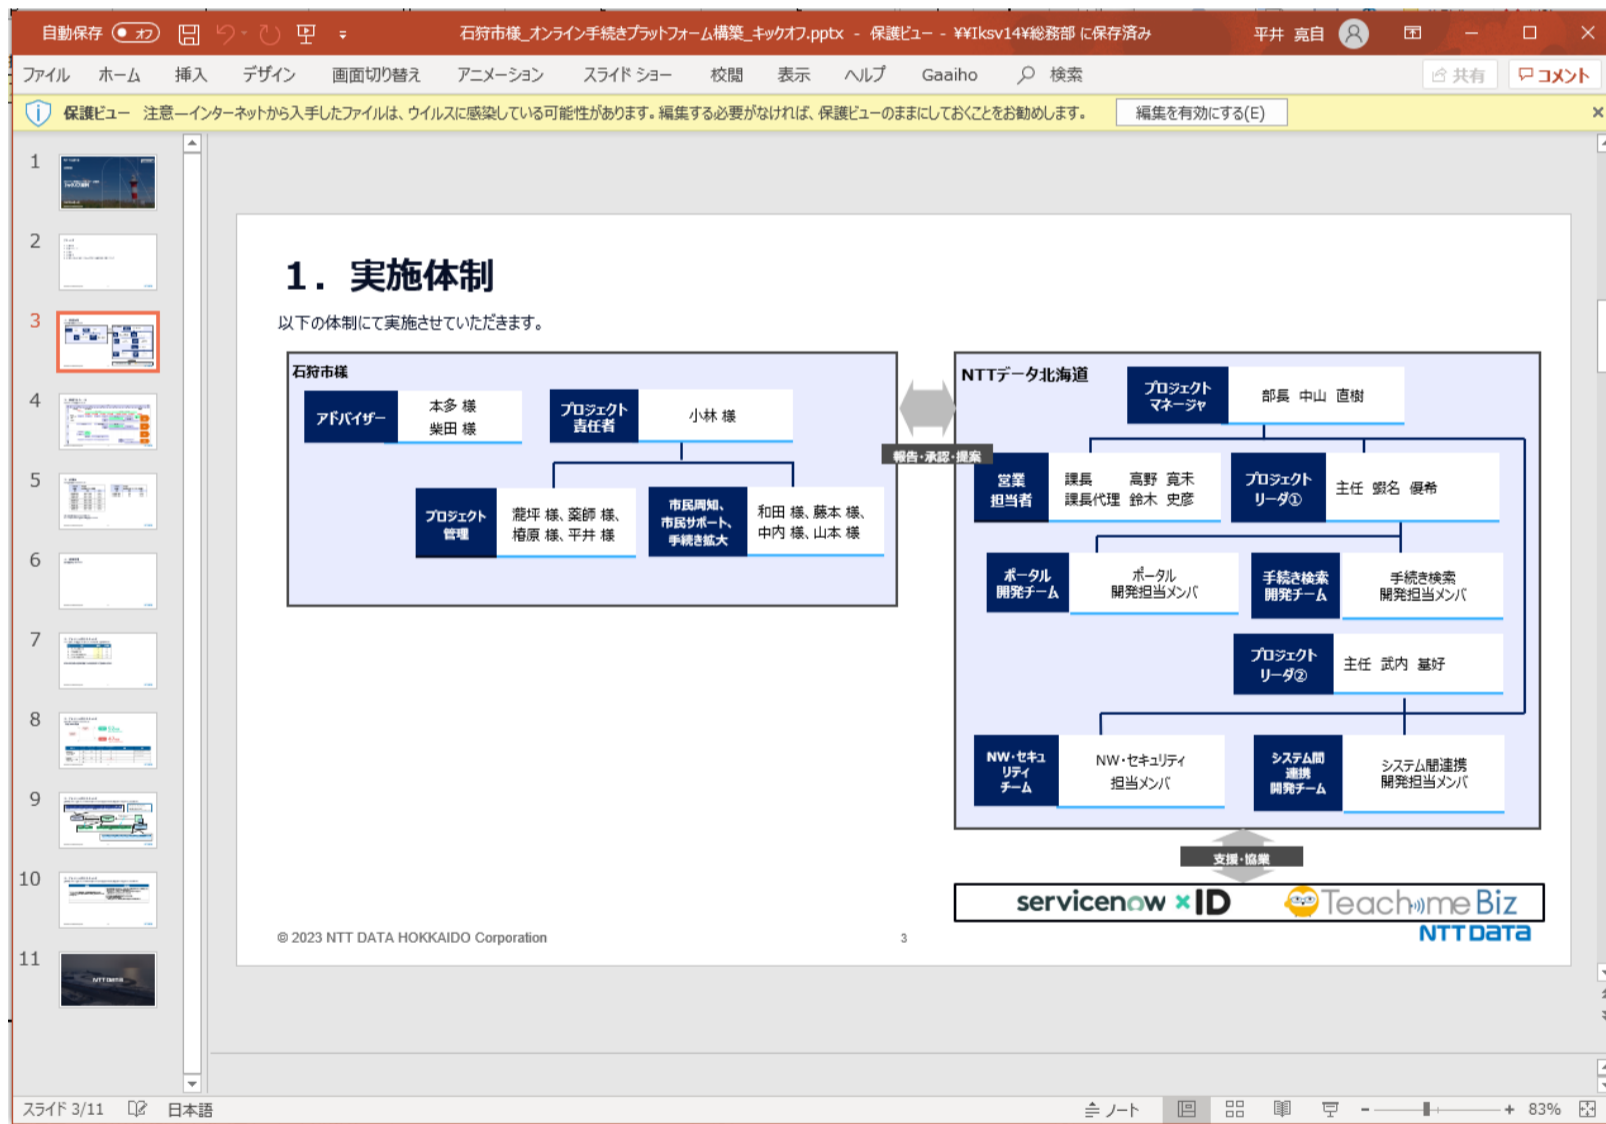 自動保存 オフ
石狩市様_オンライン手続きプラットフォーム構築_キックオフ.pptx - 保護ビュー - ¥¥Iksv14¥総務部 に保存済み
平井 亮自
ファイル ホーム 挿入 デザイン 画面切り替え アニメーション スライド ショー 校閲 表示 ヘルプ Gaaiho 検索
共有 コメント
保護ビュー 注意—インターネットから入手したファイルは、ウイルスに感染している可能性があります。編集する必要がなければ、保護ビューのままにしておくことをお勧めします。
編集を有効にする(E)
1
2
3
4
5
6
7
8
9
10
11
1．実施体制
以下の体制にて実施させていただきます。
石狩市様
アドバイザー
本多 様
柴田 様
プロジェクト
責任者
小林 様
プロジェクト
管理
瀧坪 様、薬師 様、
椿原 様、平井 様
市民周知、
市民サポート、
手続き拡大
和田 様、藤本 様、
中内 様、山本 様
報告・承認・提案
NTTデータ北海道
プロジェクト
マネージャ
部長 中山 直樹
営業
担当者
課長 高野 寛未
課長代理 鈴木 史彦
プロジェクト
リーダ①
主任 蝦名 優希
ポータル
開発チーム
ポータル
開発担当メンバ
手続き検索
開発チーム
手続き検索
開発担当メンバ
プロジェクト
リーダ②
主任 武内 基好
NW・セキュ
リティ
チーム
NW・セキュリティ
担当メンバ
システム間
連携
開発チーム
システム間連携
開発担当メンバ
支援・協業
servicenow ×ID Teachme Biz
© 2023 NTT DATA HOKKAIDO Corporation
3
NTT DATA
スライド 3/11 日本語
ノート
83%